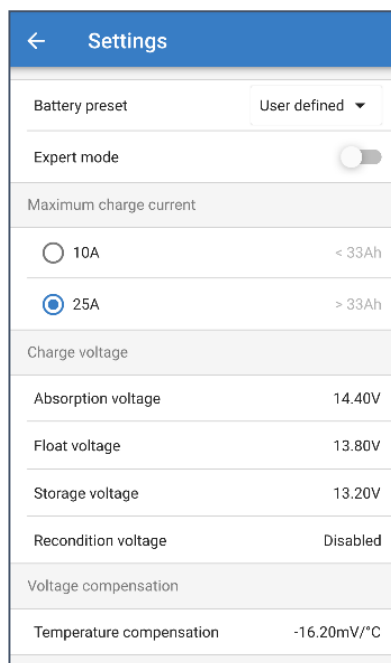 Settings
Battery preset User defined
Expert mode
Maximum charge current
10A < 33Ah
25A > 33Ah
Charge voltage
Absorption voltage 14.40V
Float voltage 13.80V
Storage voltage 13.20V
Recondition voltage Disabled
Voltage compensation
Temperature compensation -16.20mV/°C